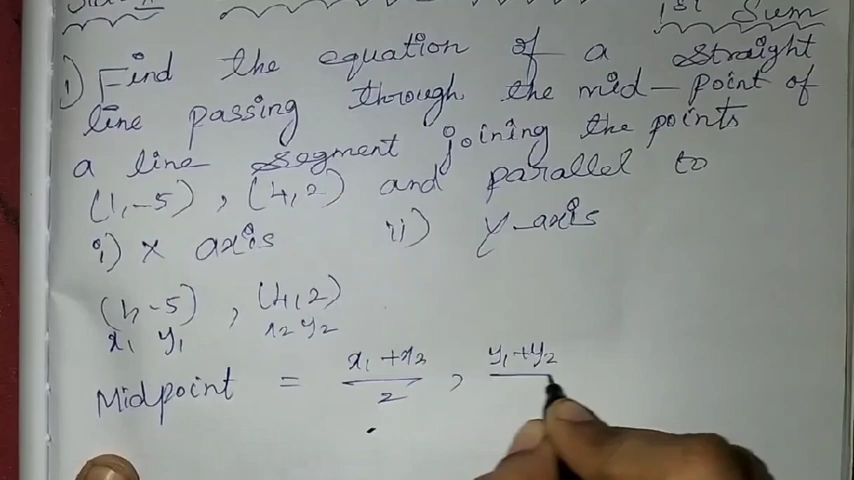 1st Sum
1) Find the equation of a straight
line passing through the mid-point of
a line segment joining the points
(1,-5), (4,2) and parallel to
i) x axis ii) y-axis
(1, -5) , (4,2)
x1 y1 x2 y2
Midpoint = x1 + x2 / 2 , y1 + y2